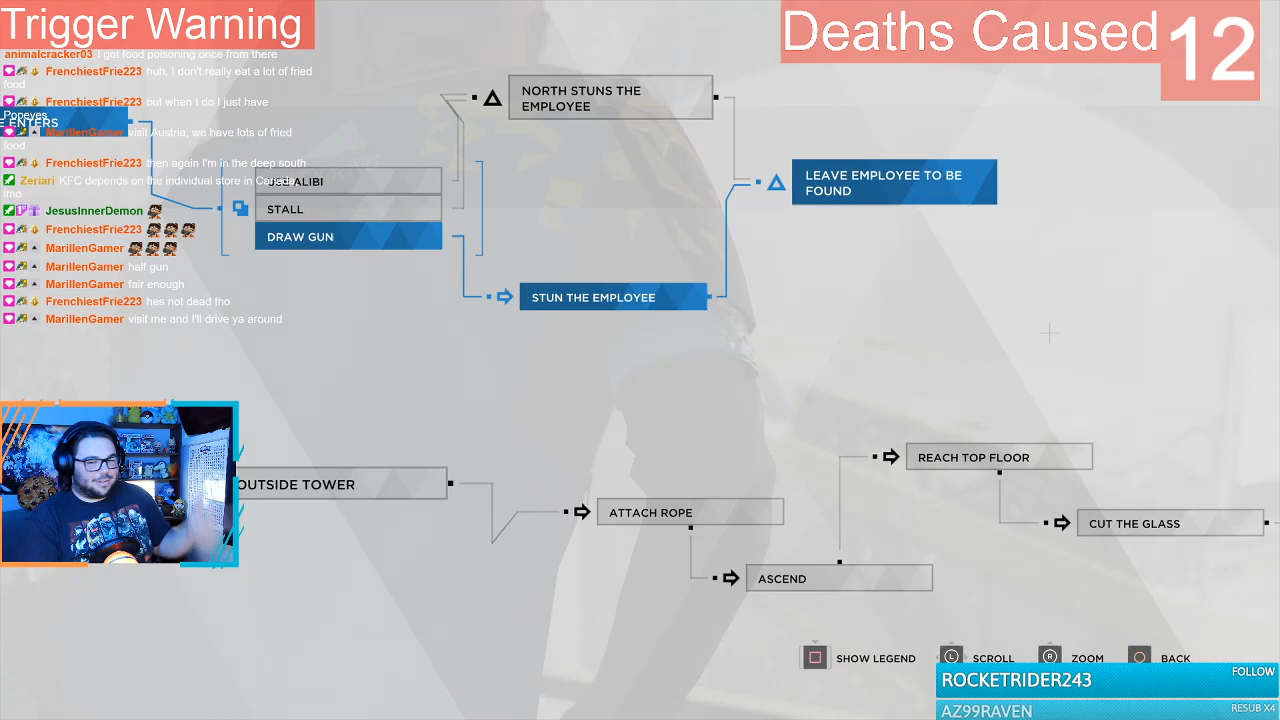 Trigger Warning
Deaths Caused
12
animalcracker03 I got food poisoning once from there
FrenchiestFrie223 huh, I don't really eat a lot of fried
food
FrenchiestFrie223 but when I do I just have
Popeyes
E ENTERS
MarillenGamer visit Austria, we have lots of fried
food
FrenchiestFrie223 then again I'm in the deep south
Zeriari KFC depends on the individual store in Canada
lmo
JesusInnerDemon
FrenchiestFrie223
MarillenGamer
MarillenGamer half gun
MarillenGamer fair enough
FrenchiestFrie223 hes not dead tho
MarillenGamer visit me and I'll drive ya around
NORTH STUNS THE
EMPLOYEE
ALIBI
STALL
DRAW GUN
LEAVE EMPLOYEE TO BE
FOUND
STUN THE EMPLOYEE
OUTSIDE TOWER
ATTACH ROPE
ASCEND
REACH TOP FLOOR
CUT THE GLASS
SHOW LEGEND
L SCROLL
R ZOOM
BACK
ROCKETRIDER243
FOLLOW
AZ99RAVEN
RESUB X4